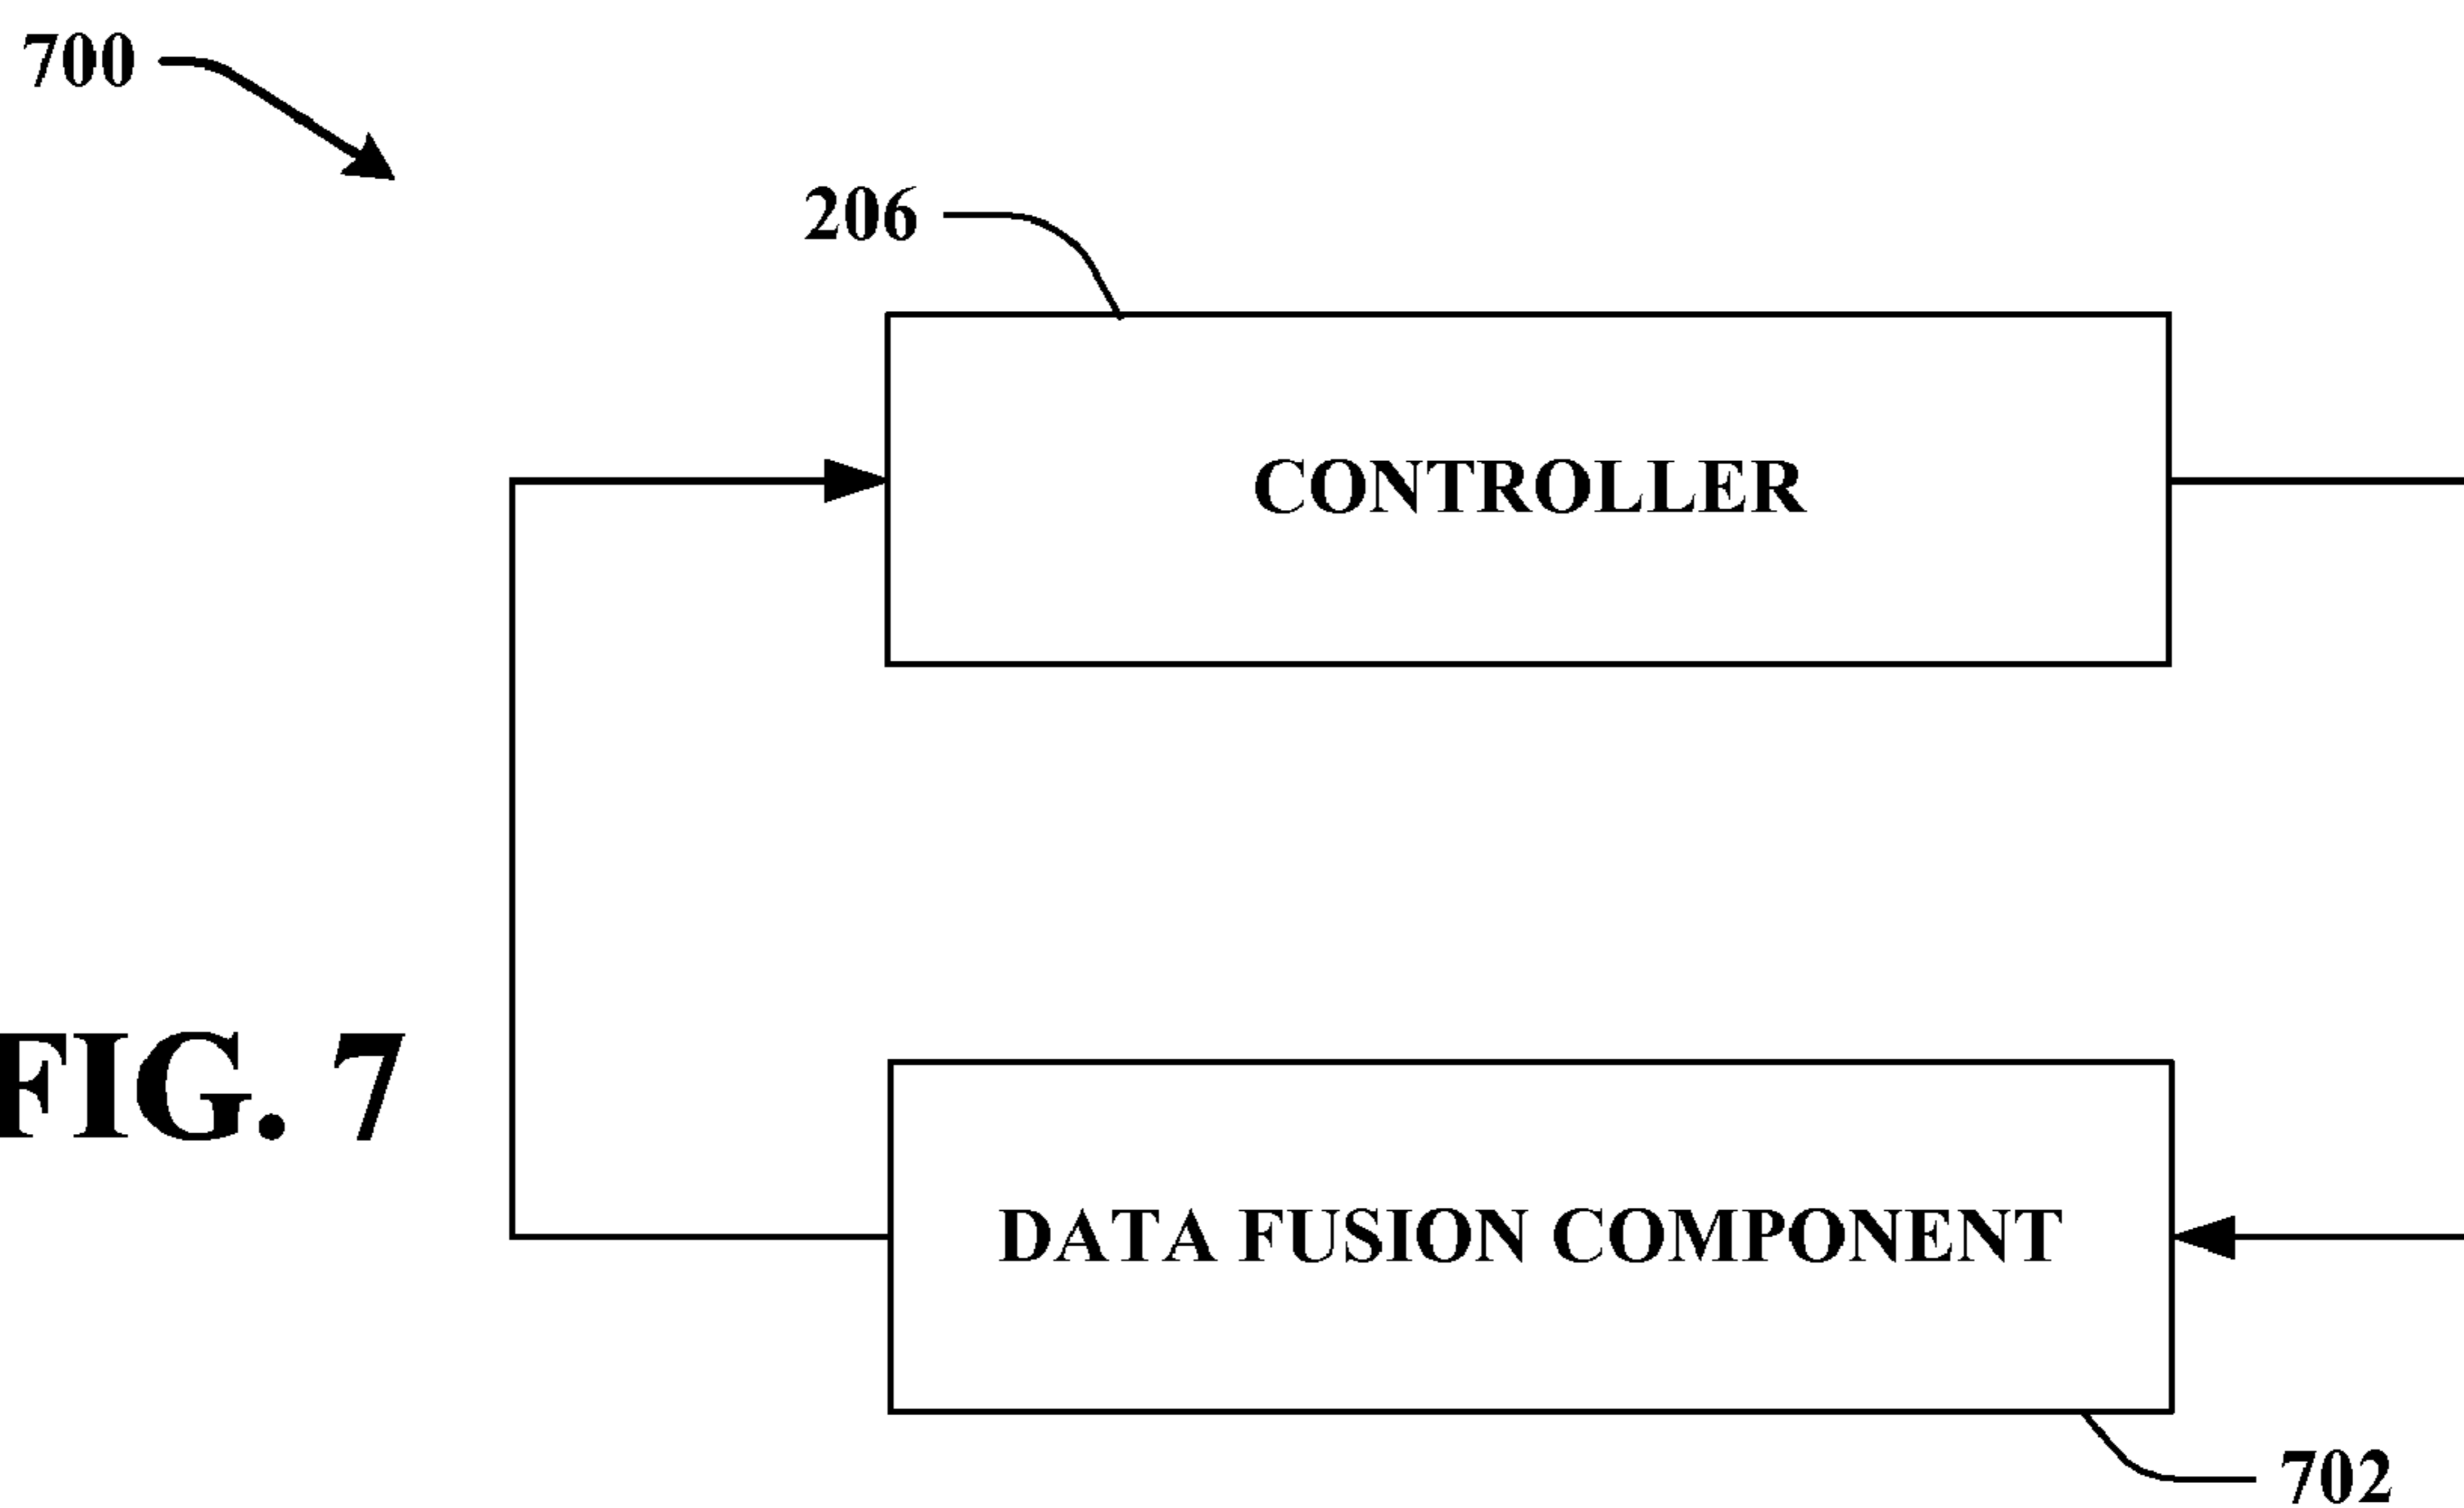 700
206
CONTROLLER
FIG. 7
DATA FUSION COMPONENT
702